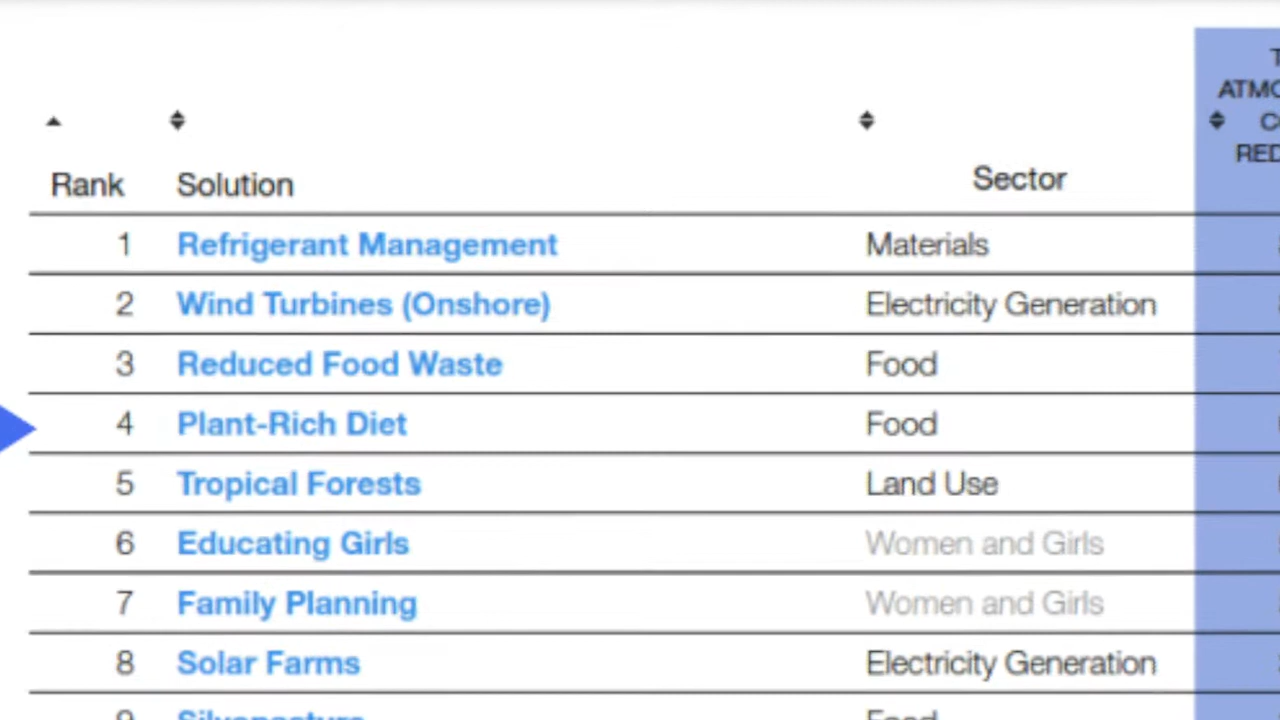 Rank Solution Sector
1 Refrigerant Management Materials
2 Wind Turbines (Onshore) Electricity Generation
3 Reduced Food Waste Food
4 Plant-Rich Diet Food
5 Tropical Forests Land Use
6 Educating Girls Women and Girls
7 Family Planning Women and Girls
8 Solar Farms Electricity Generation